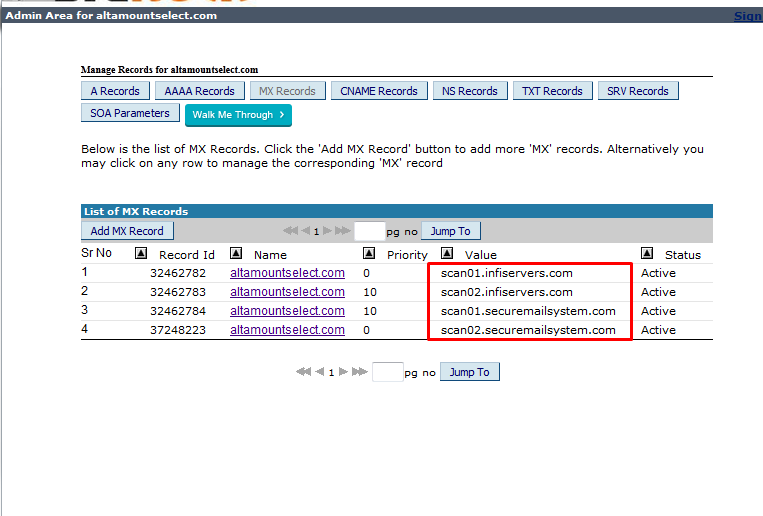 Admin Area for altamountselect.com Sign
Manage Records for altamountselect.com
A Records AAAA Records MX Records CNAME Records NS Records TXT Records SRV Records
SOA Parameters Walk Me Through >
Below is the list of MX Records. Click the 'Add MX Record' button to add more 'MX' records. Alternatively you
may click on any row to manage the corresponding 'MX' record
List of MX Records
Add MX Record 1 pg no Jump To
Sr No Record Id Name Priority Value Status
1 32462782 altamountselect.com 0 scan01.infiservers.com Active
2 32462783 altamountselect.com 10 scan02.infiservers.com Active
3 32462784 altamountselect.com 10 scan01.securemailsystem.com Active
4 37248223 altamountselect.com 0 scan02.securemailsystem.com Active
1 pg no Jump To